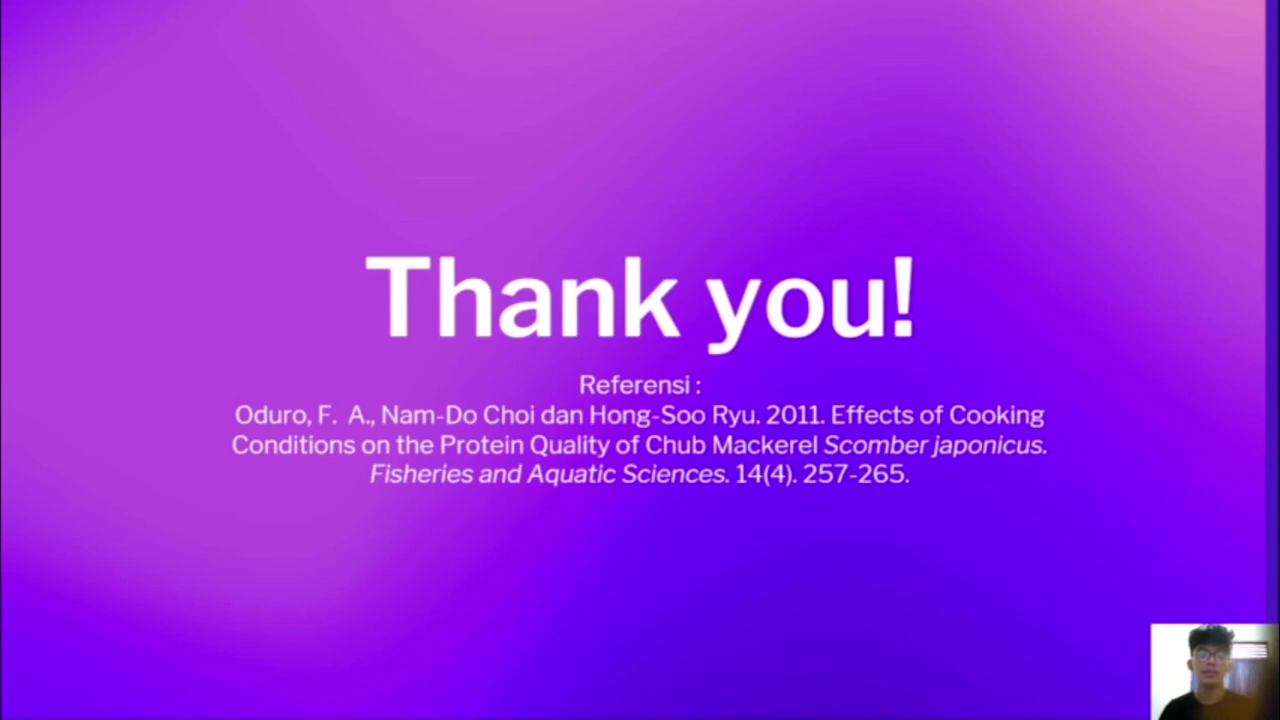 Thank you!
Referensi :
Oduro, F. A., Nam-Do Choi dan Hong-Soo Ryu. 2011. Effects of Cooking
Conditions on the Protein Quality of Chub Mackerel Scomber japonicus.
Fisheries and Aquatic Sciences. 14(4). 257-265.